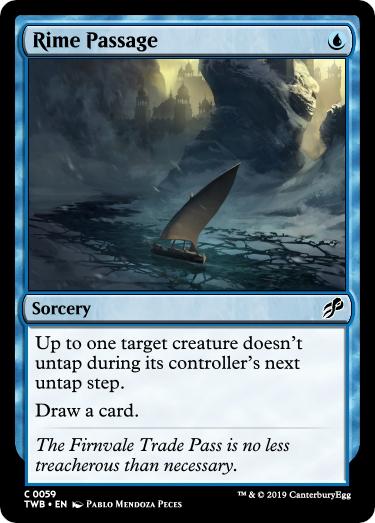 Rime Passage
Sorcery
Up to one target creature doesn't
untap during its controller's next
untap step.
Draw a card.
The Firnvale Trade Pass is no less
treacherous than necessary.
C 0059
TWB • EN Pablo Mendoza Peces
™ & © 2019 CanterburyEgg